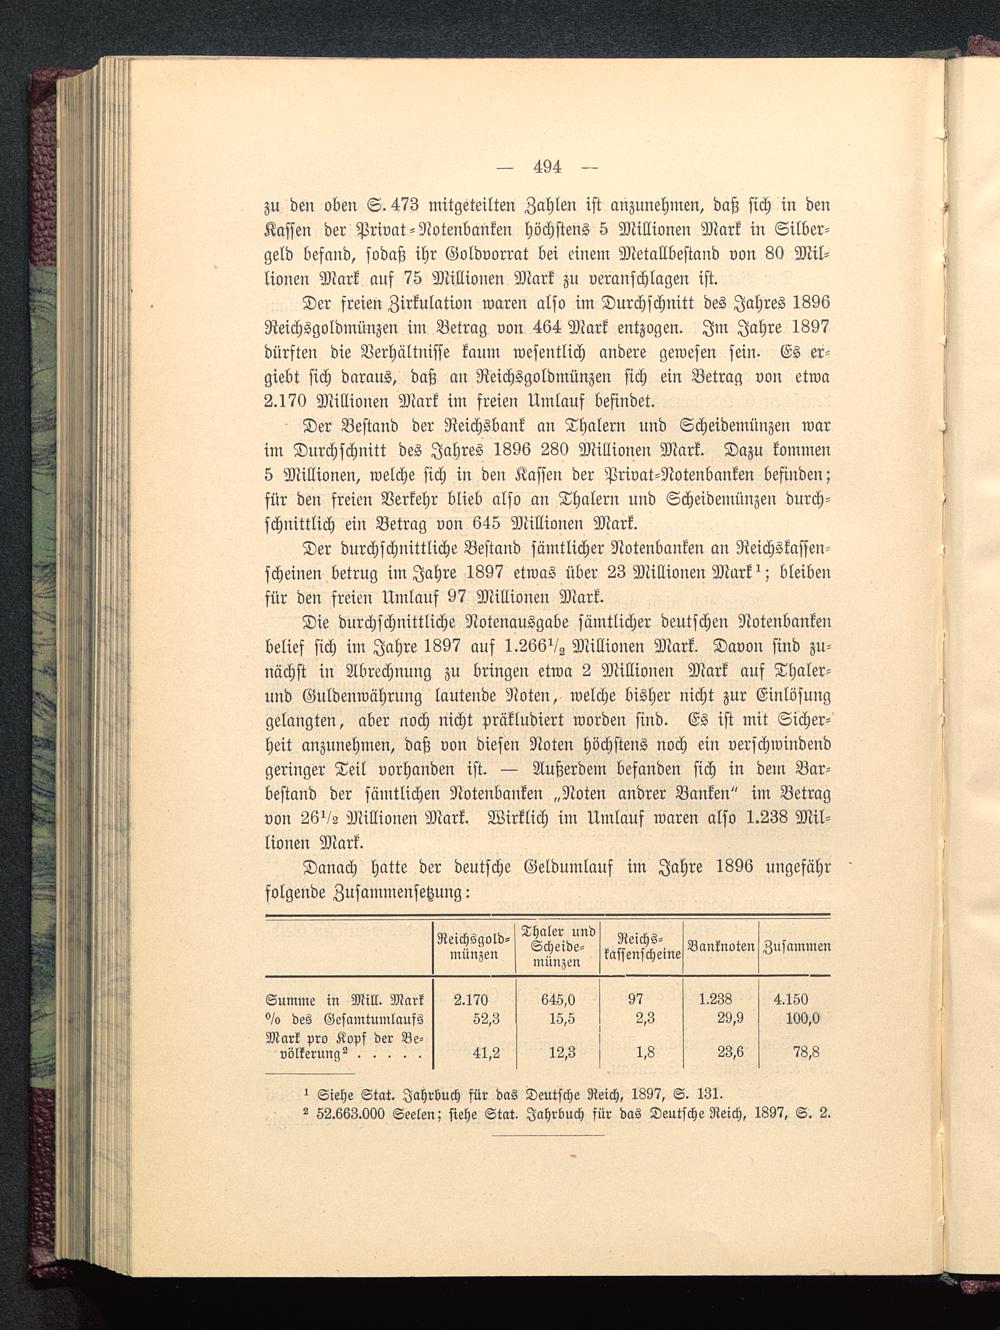 — 494 —
zu den oben S. 473 mitgeteilten Zahlen ist anzunehmen, daß sich in den
Kassen der Privat-Notenbanken höchstens 5 Millionen Mark in Silber-
geld befand, sodaß ihr Goldvorrat bei einem Metallbestand von 80 Mil-
lionen Mark auf 75 Millionen Mark zu veranschlagen ist.
Der freien Zirkulation waren also im Durchschnitt des Jahres 1896
Reichsgoldmünzen im Betrag von 464 Mark entzogen. Im Jahre 1897
dürften die Verhältnisse kaum wesentlich andere gewesen sein. Es er-
giebt sich daraus, daß an Reichsgoldmünzen sich ein Betrag von etwa
2.170 Millionen Mark im freien Umlauf befindet.
Der Bestand der Reichsbank an Thalern und Scheidemünzen war
im Durchschnitt des Jahres 1896 280 Millionen Mark. Dazu kommen
5 Millionen, welche sich in den Kassen der Privat-Notenbanken befinden;
für den freien Verkehr blieb also an Thalern und Scheidemünzen durch-
schnittlich ein Betrag von 645 Millionen Mark.
Der durchschnittliche Bestand sämtlicher Notenbanken an Reichskassen-
scheinen betrug im Jahre 1897 etwas über 23 Millionen Mark¹; bleiben
für den freien Umlauf 97 Millionen Mark.
Die durchschnittliche Notenausgabe sämtlicher deutschen Notenbanken
belief sich im Jahre 1897 auf 1.266¹/₂ Millionen Mark. Davon sind zu-
nächst in Abrechnung zu bringen etwa 2 Millionen Mark auf Thaler-
und Guldenwährung lautende Noten, welche bisher nicht zur Einlösung
gelangten, aber noch nicht präkludiert worden sind. Es ist mit Sicher-
heit anzunehmen, daß von diesen Noten höchstens noch ein verschwindend
geringer Teil vorhanden ist. — Außerdem befanden sich in dem Bar-
bestand der sämtlichen Notenbanken „Noten andrer Banken“ im Betrag
von 26¹/₂ Millionen Mark. Wirklich im Umlauf waren also 1.238 Mil-
lionen Mark.
Danach hatte der deutsche Geldumlauf im Jahre 1896 ungefähr
folgende Zusammensetzung:
Reichsgold-
münzen
Thaler und
Scheide-
münzen
Reichs-
kassenscheine
Banknoten
Zusammen
Summe in Mill. Mark 2.170 645,0 97 1.238 4.150
% des Gesamtumlaufs 52,3 15,5 2,3 29,9 100,0
Mark pro Kopf der Be-
völkerung² . . . . . 41,2 12,3 1,8 23,6 78,8
¹ Siehe Stat. Jahrbuch für das Deutsche Reich, 1897, S. 131.
² 52.663.000 Seelen; siehe Stat. Jahrbuch für das Deutsche Reich, 1897, S. 2.